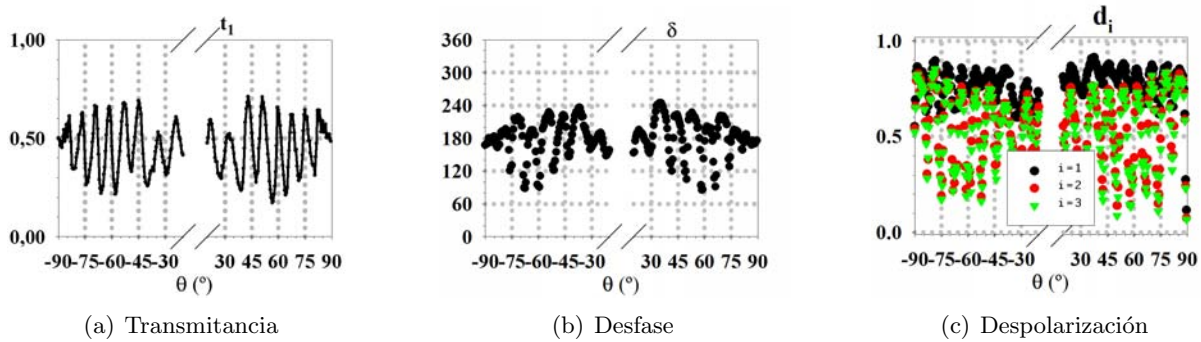 t₁
1,00
0,50
0,00
-90-75-60-45-30 30 45 60 75 90
θ (º)
(a) Transmitancia
δ
360
300
240
180
120
60
0
-90-75-60-45-30 30 45 60 75 90
θ (º)
(b) Desfase
dᵢ
1.0
0.5
0.0
i=1
i=2
i=3
-90-75-60-45-30 30 45 60 75 90
θ (º)
(c) Despolarización